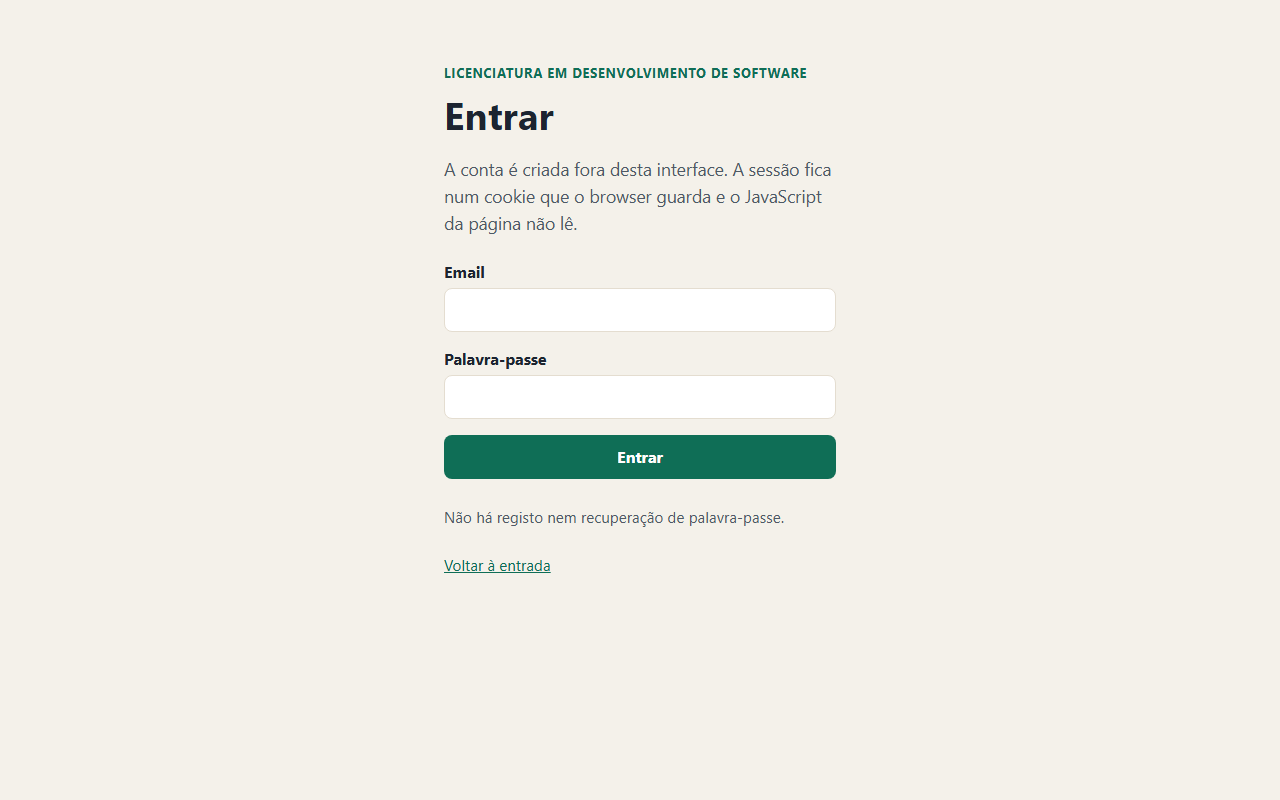 LICENCIATURA EM DESENVOLVIMENTO DE SOFTWARE
Entrar
A conta é criada fora desta interface. A sessão fica
num cookie que o browser guarda e o JavaScript
da página não lê.
Email
Palavra-passe
Entrar
Não há registo nem recuperação de palavra-passe.
Voltar à entrada